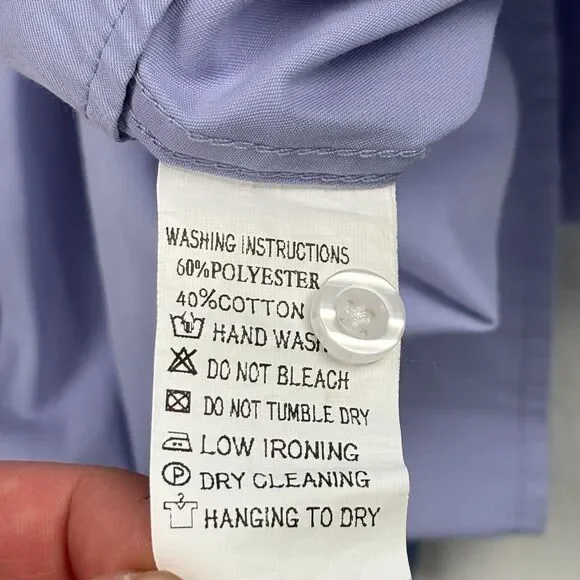 WASHING INSTRUCTIONS
60%POLYESTER
40%COTTON
HAND WASH
DO NOT BLEACH
DO NOT TUMBLE DRY
LOW IRONING
P DRY CLEANING
HANGING TO DRY